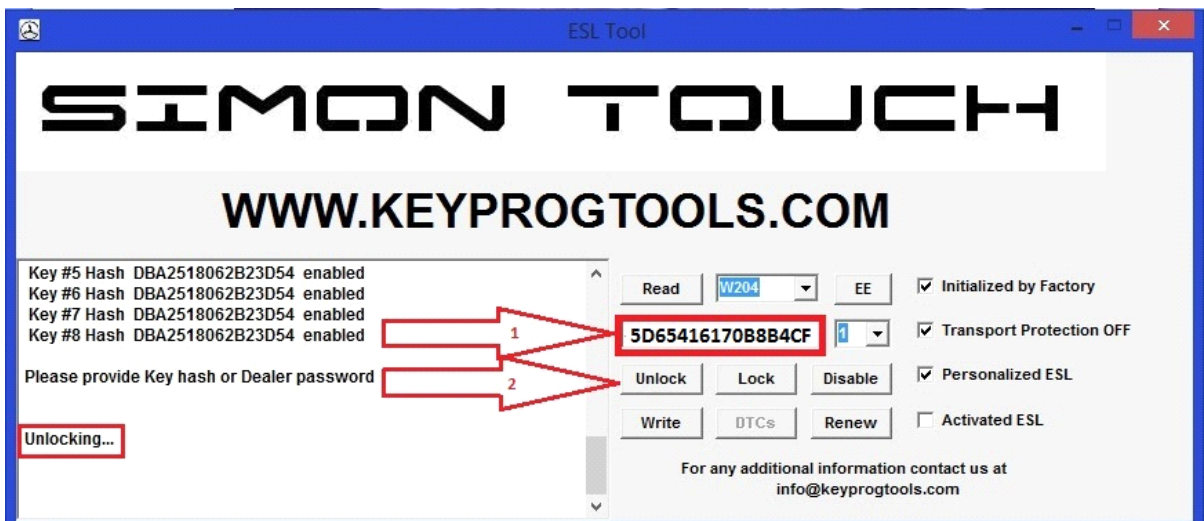 ESL Tool
SIMON TOUCH
WWW.KEYPROGTOOLS.COM
Key #5 Hash DBA2518062B23D54 enabled
Key #6 Hash DBA2518062B23D54 enabled
Key #7 Hash DBA2518062B23D54 enabled
Key #8 Hash DBA2518062B23D54 enabled
1
Please provide Key hash or Dealer password
2
Unlocking...
Read W204 EE Initialized by Factory
5D65416170B8B4CF 1 Transport Protection OFF
Unlock Lock Disable Personalized ESL
Write DTCs Renew Activated ESL
For any additional information contact us at
info@keyprogtools.com